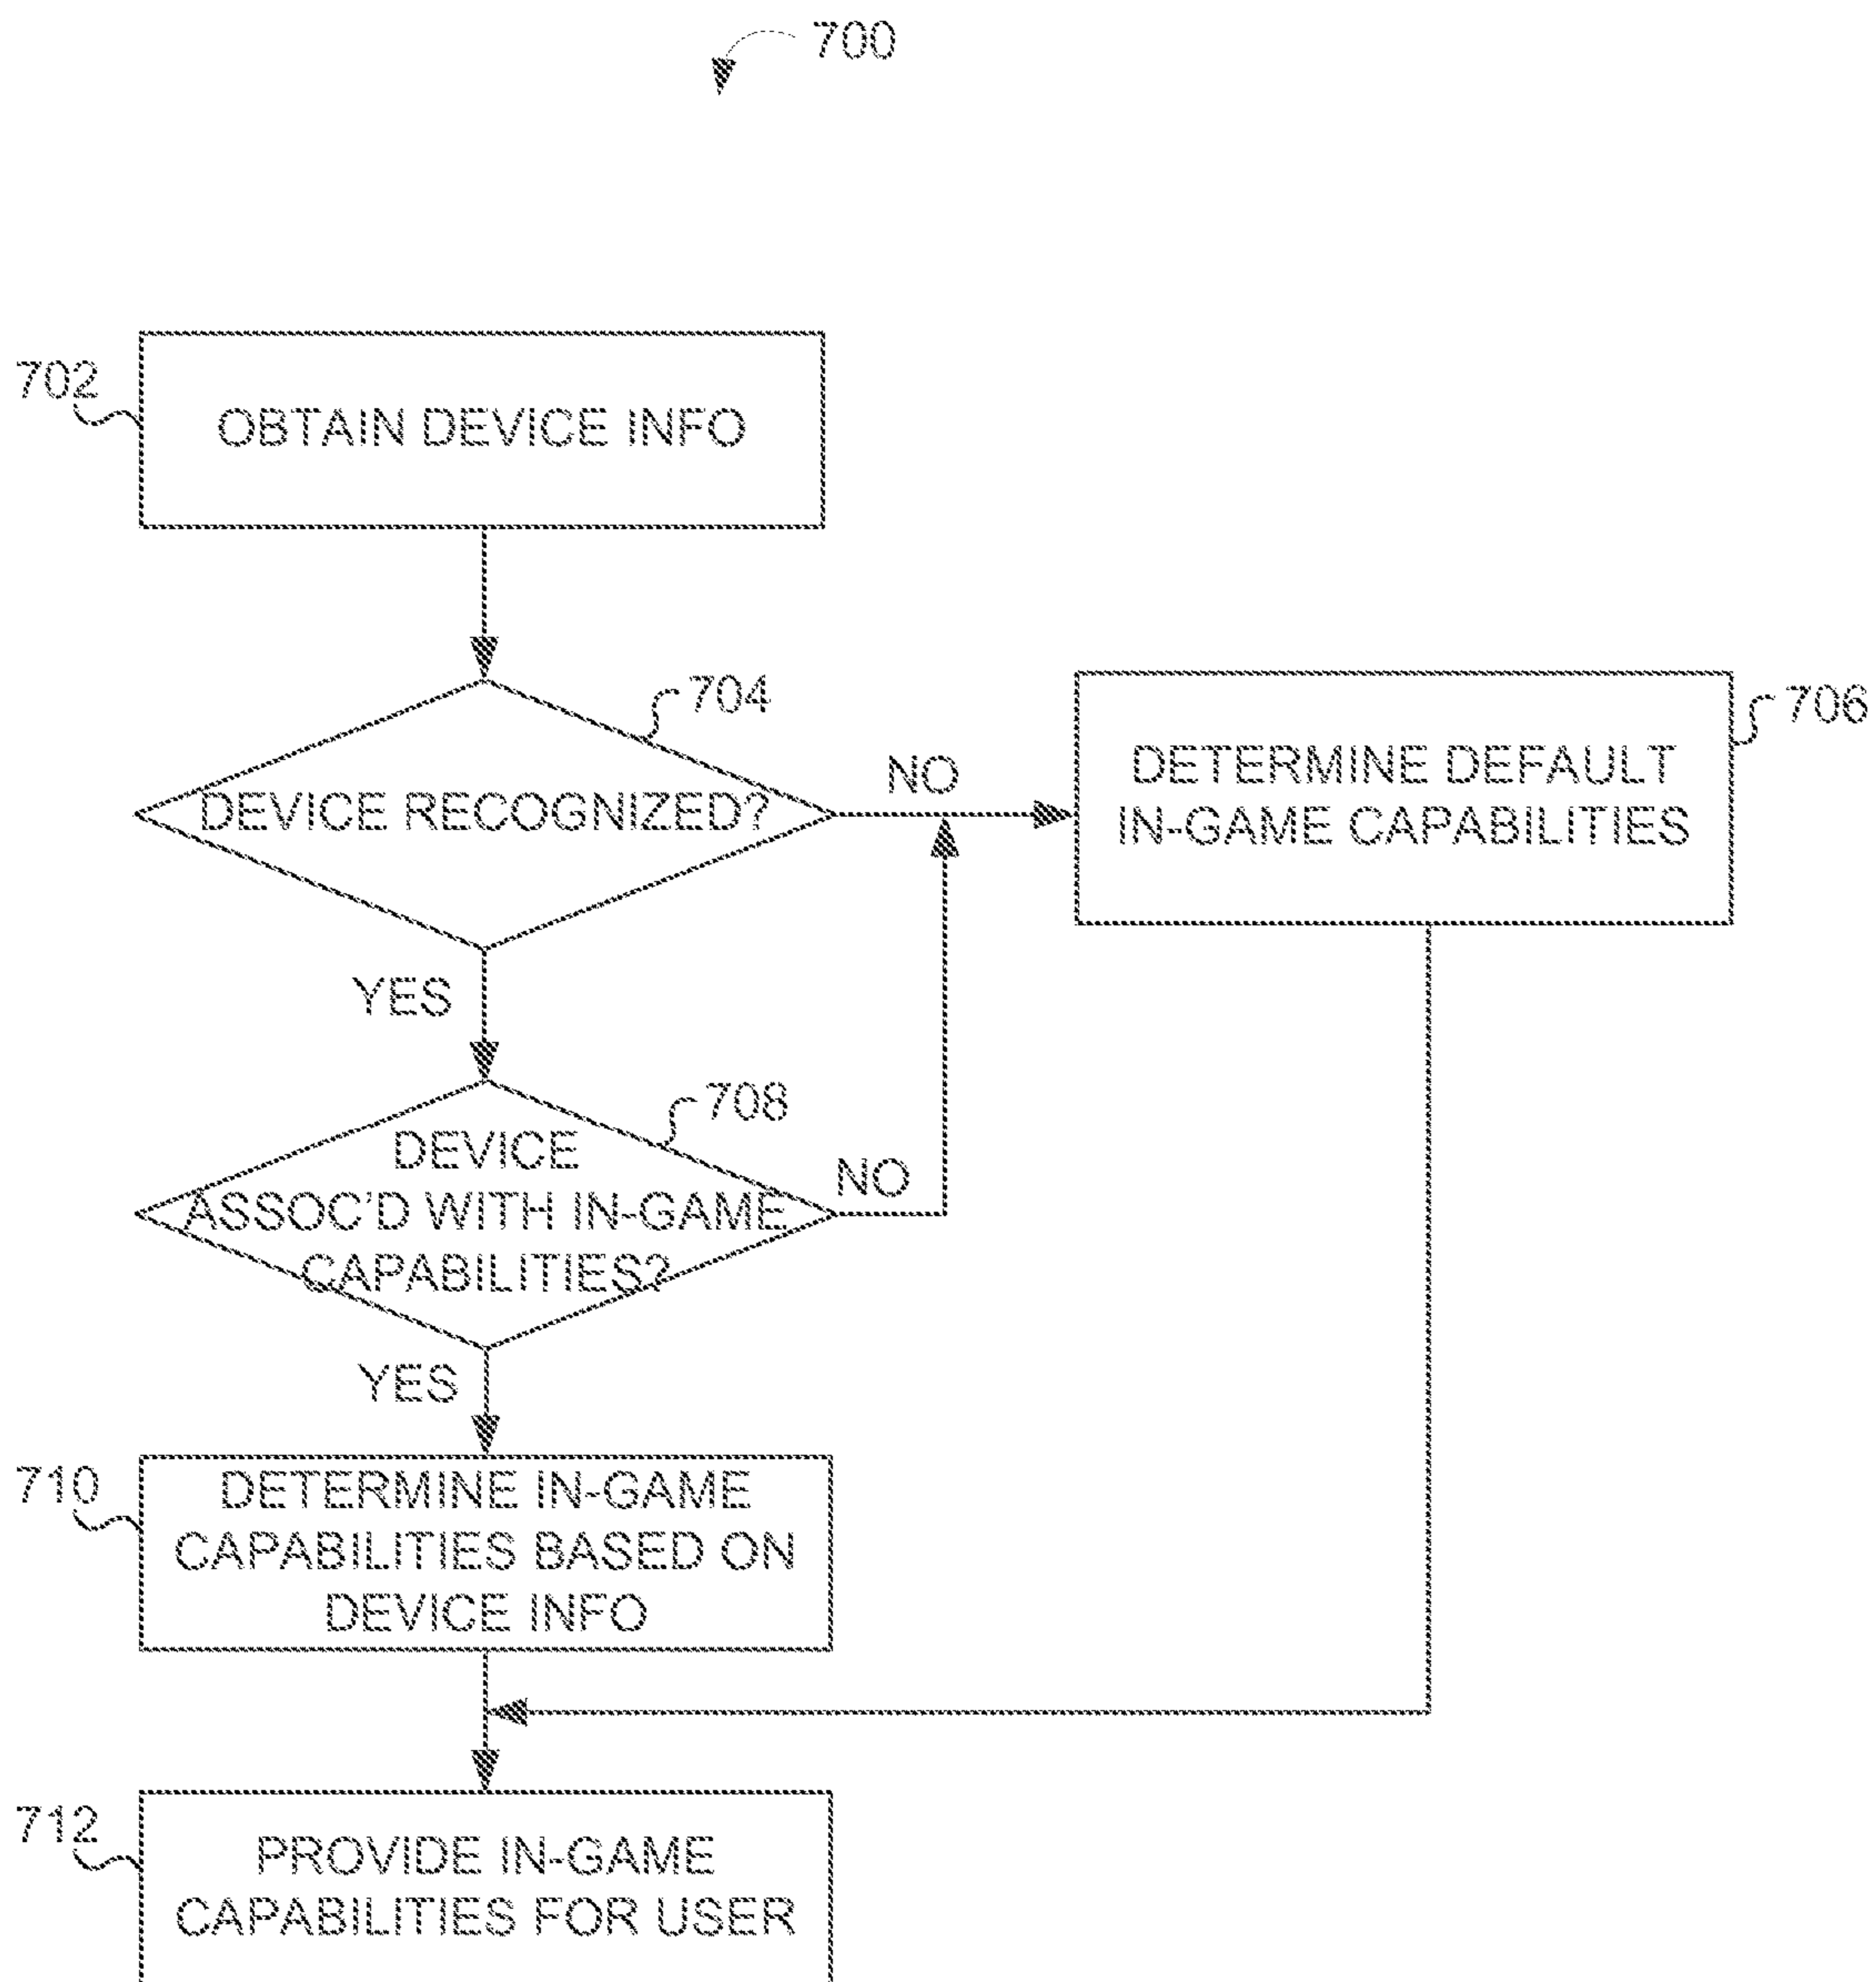 700
702
OBTAIN DEVICE INFO
704
DEVICE RECOGNIZED?
NO
706
DETERMINE DEFAULT
IN-GAME CAPABILITIES
YES
708
DEVICE
ASSOC'D WITH IN-GAME
CAPABILITIES?
NO
YES
710
DETERMINE IN-GAME
CAPABILITIES BASED ON
DEVICE INFO
712
PROVIDE IN-GAME
CAPABILITIES FOR USER